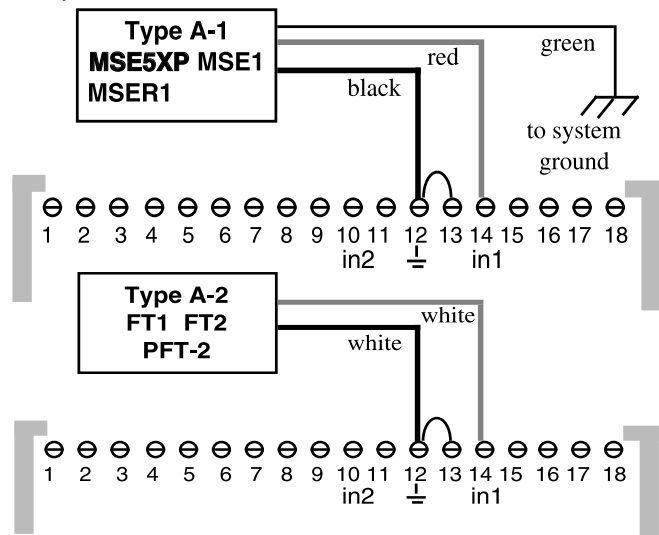 Type A-1
MSE5XP MSE1
MSER1
green
red
black
to system
ground
1 2 3 4 5 6 7 8 9 10 11 12 13 14 15 16 17 18
in2 in1
Type A-2
FT1 FT2
PFT-2
white
white
1 2 3 4 5 6 7 8 9 10 11 12 13 14 15 16 17 18
in2 in1